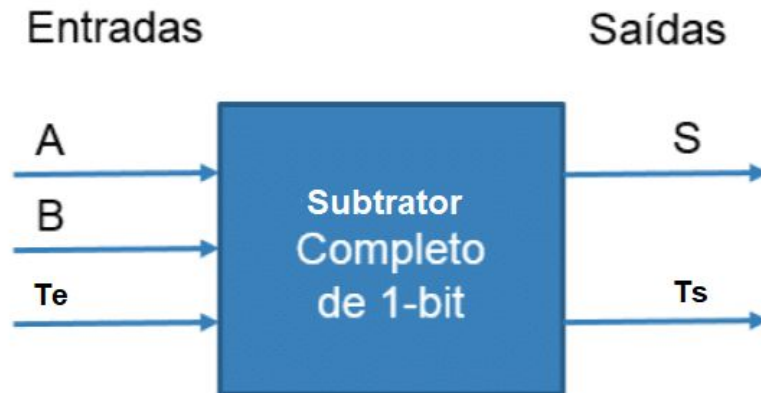 Entradas
Saídas
A
S
B
Subtrator
Completo
de 1-bit
Te
Ts